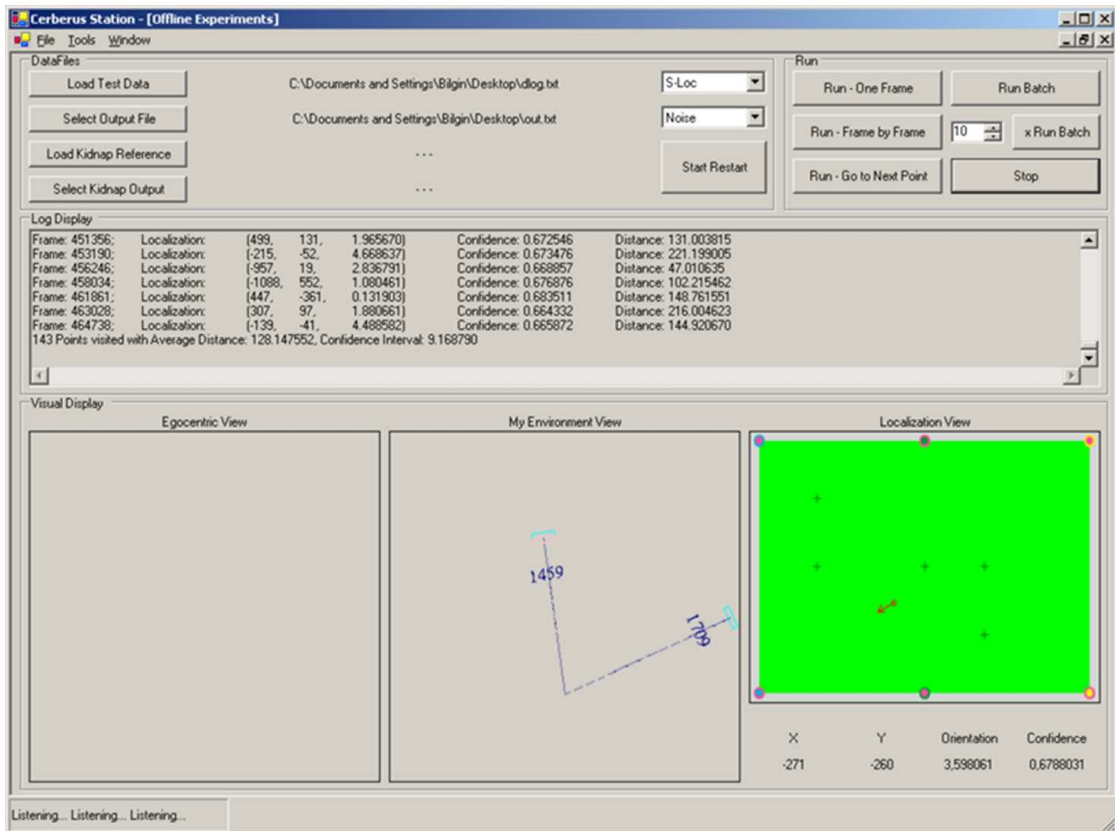 Cerberus Station - [Offline Experiments]
File Tools Window
DataFiles
Load Test Data C:\Documents and Settings\Bilgin\Desktop\dlog.txt S-Loc
Select Output File C:\Documents and Settings\Bilgin\Desktop\out.txt Noise
Load Kidnap Reference ...
Start Restart
Select Kidnap Output ...
Run
Run - One Frame Run Batch
Run - Frame by Frame 10 x Run Batch
Run - Go to Next Point Stop
Log Display
Frame: 451356; Localization: (499, 131, 1.965670) Confidence: 0.672546 Distance: 131.003815
Frame: 453190; Localization: (-215, -52, 4.668637) Confidence: 0.673476 Distance: 221.199005
Frame: 456246; Localization: (-957, 19, 2.836791) Confidence: 0.668857 Distance: 47.010635
Frame: 458034; Localization: (-1088, 552, 1.080461) Confidence: 0.676876 Distance: 102.215462
Frame: 461861; Localization: (447, -361, 0.131903) Confidence: 0.683511 Distance: 148.761551
Frame: 463028; Localization: (307, 97, 1.880661) Confidence: 0.664332 Distance: 216.004623
Frame: 464738; Localization: (-139, -41, 4.488582) Confidence: 0.665872 Distance: 144.920670
143 Points visited with Average Distance: 128.147552, Confidence Interval: 9.168790
Visual Display
Egocentric View My Environment View Localization View
1459
1709
X Y Orientation Confidence
-271 -260 3,598061 0,6788031
Listening... Listening... Listening...